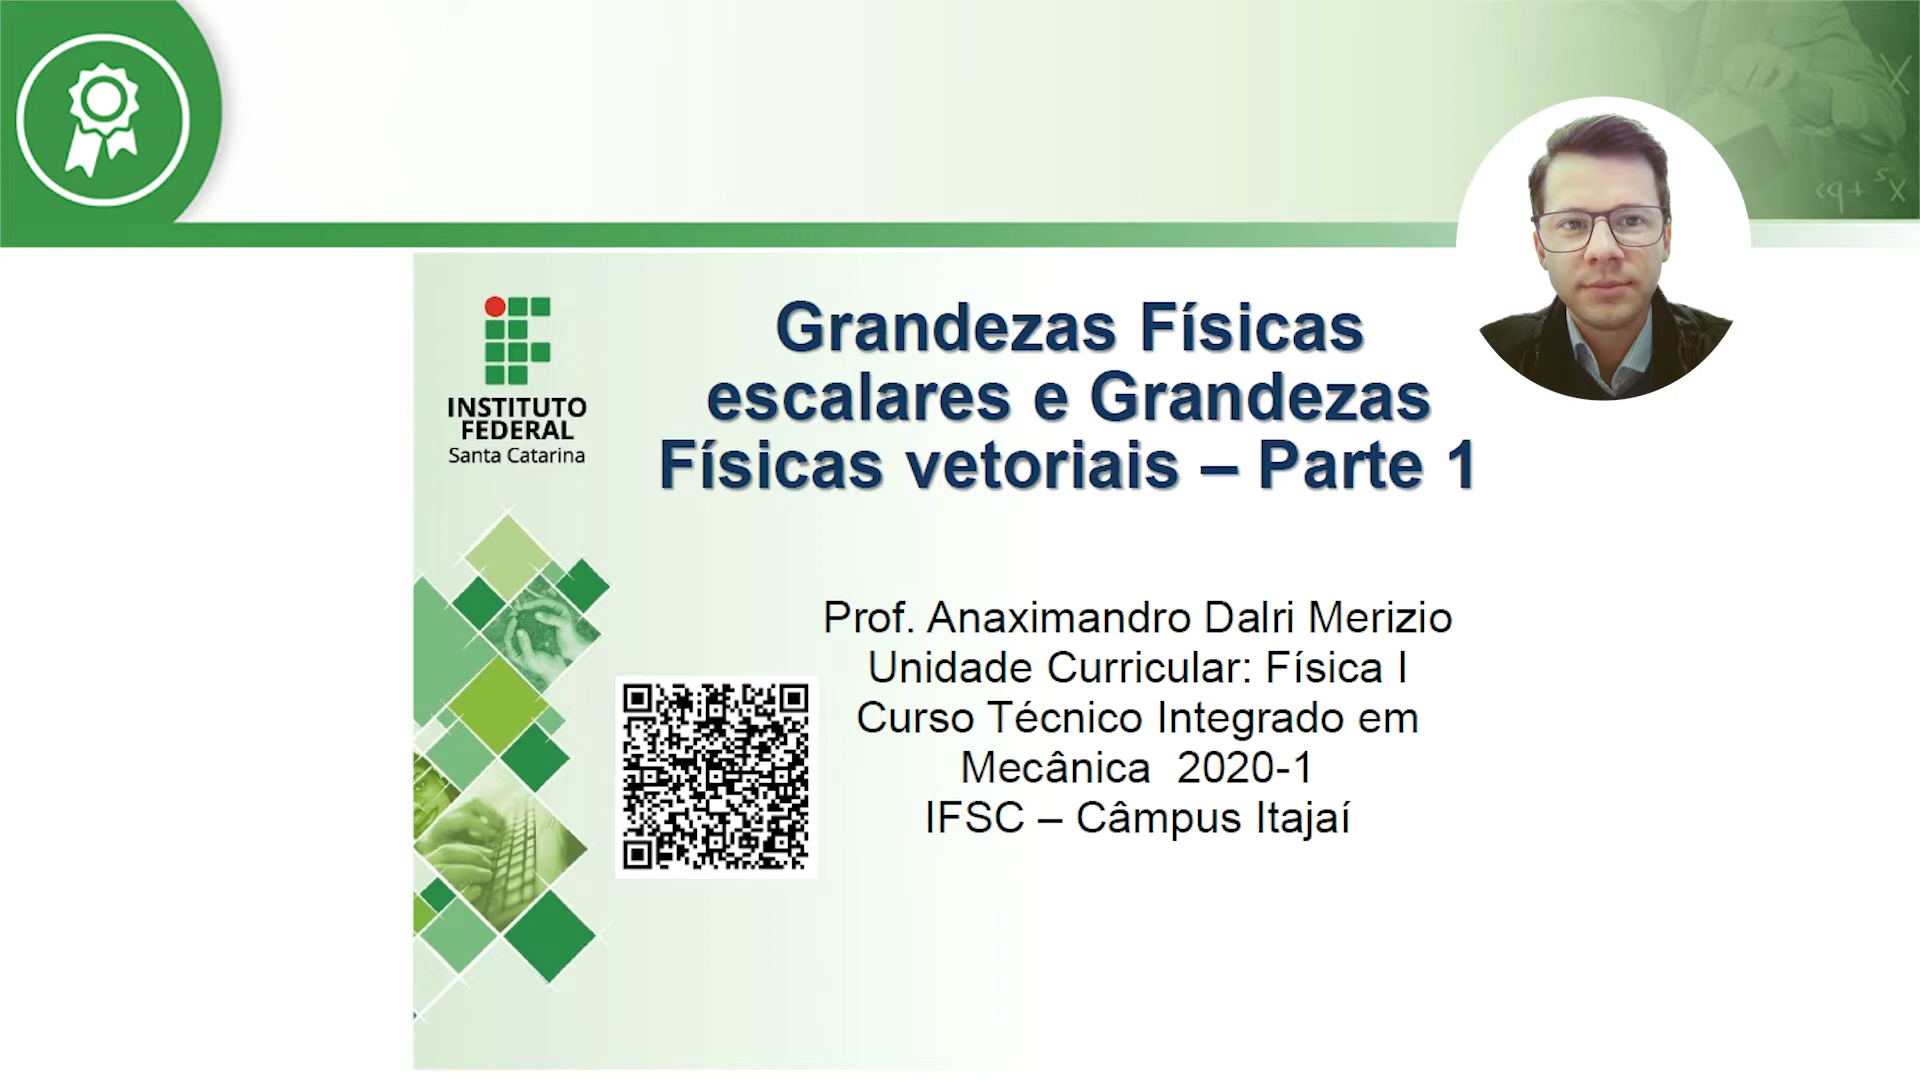 INSTITUTO
FEDERAL
Santa Catarina
Grandezas Físicas
escalares e Grandezas
Físicas vetoriais – Parte 1
Prof. Anaximandro Dalri Merizio
Unidade Curricular: Física I
Curso Técnico Integrado em
Mecânica 2020-1
IFSC – Câmpus Itajaí